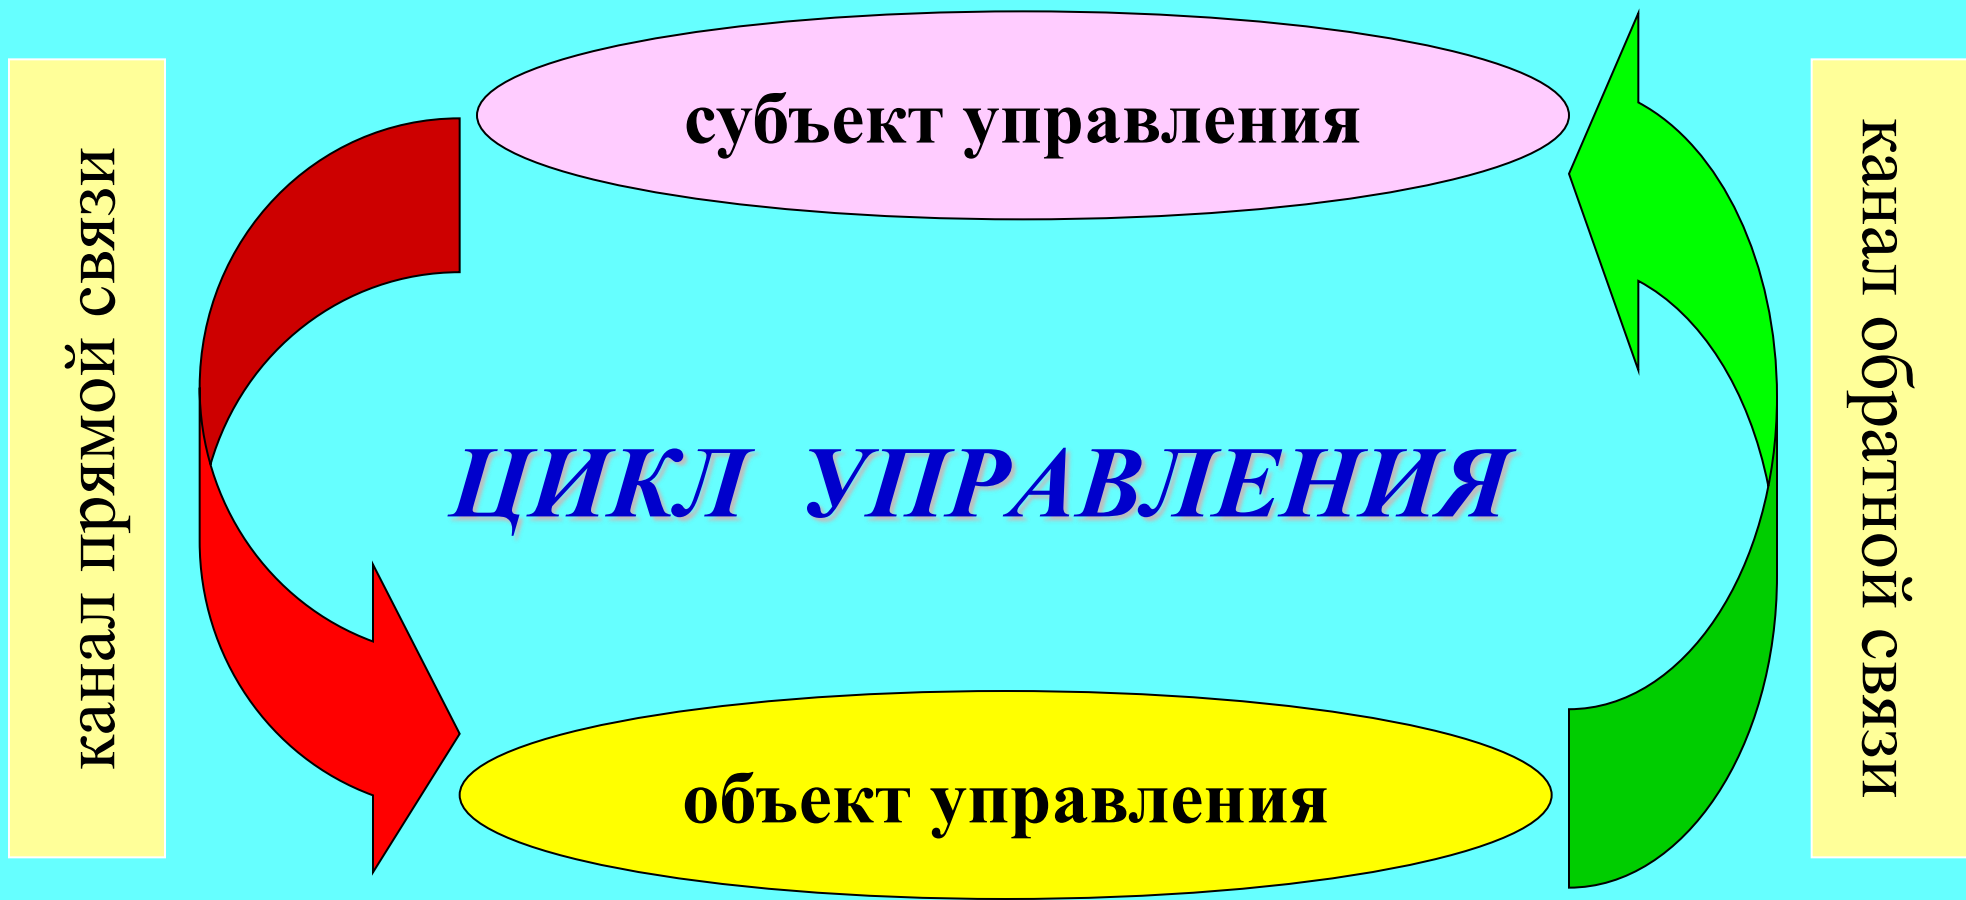 субъект управления
канал прямой связи
ЦИКЛ УПРАВЛЕНИЯ
канал обратной связи
объект управления